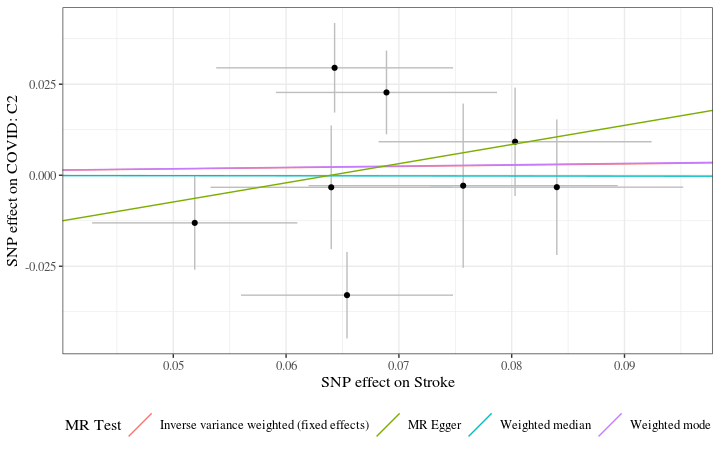 SNP effect on COVID: C2
0.025
0.000
-0.025
0.05 0.06 0.07 0.08 0.09
SNP effect on Stroke
MR Test Inverse variance weighted (fixed effects) MR Egger Weighted median Weighted mode